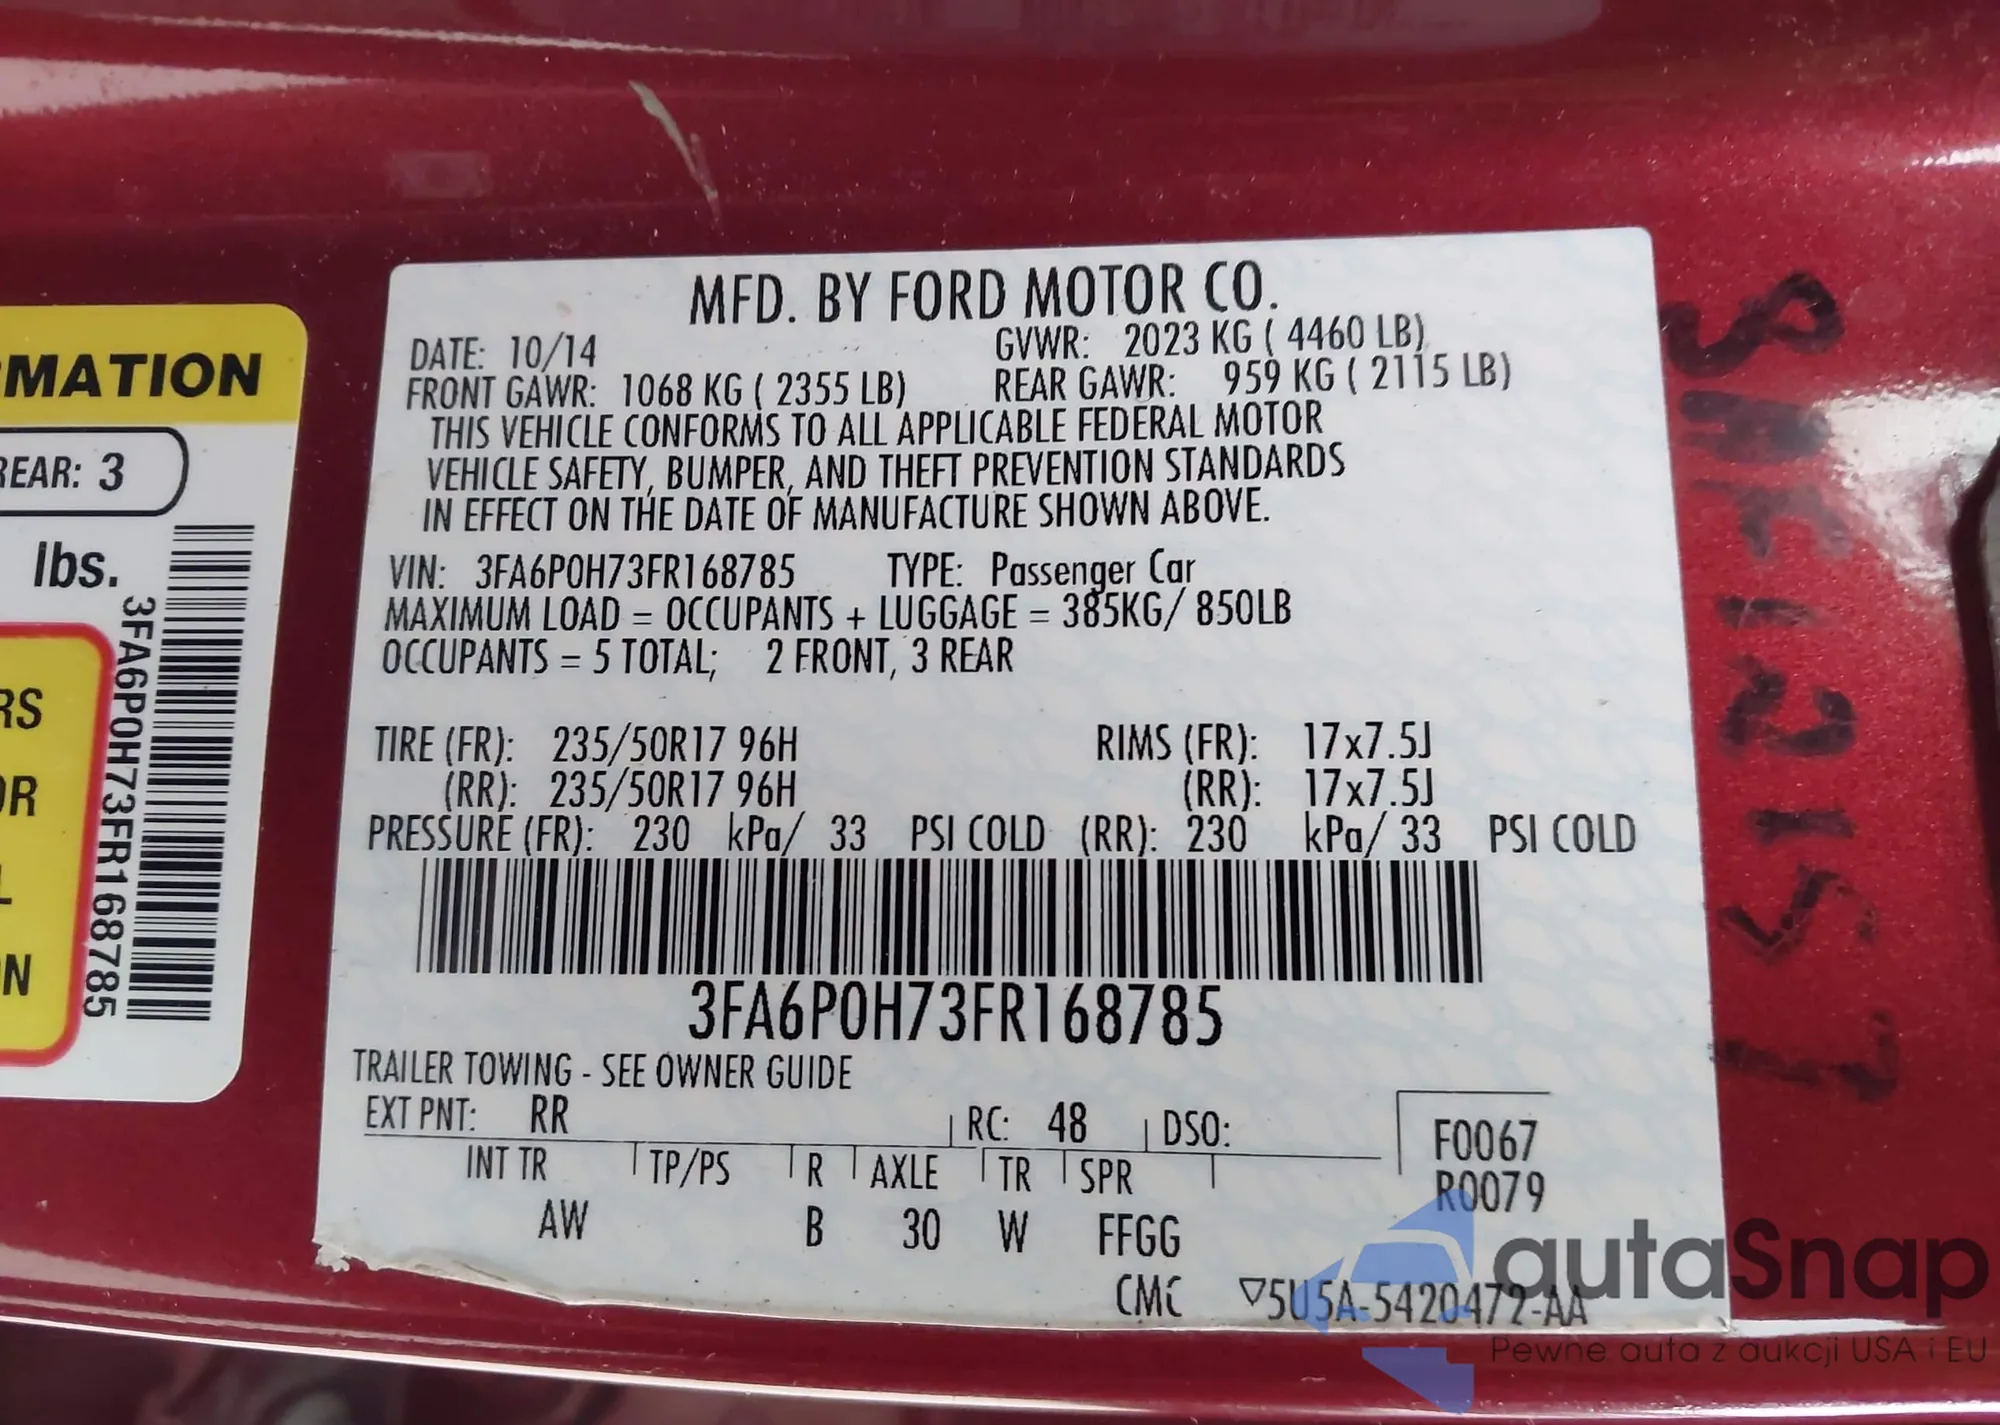 MFD. BY FORD MOTOR CO.
DATE: 10/14 GVWR: 2023 KG ( 4460 LB)
FRONT GAWR: 1068 KG ( 2355 LB) REAR GAWR: 959 KG ( 2115 LB)
THIS VEHICLE CONFORMS TO ALL APPLICABLE FEDERAL MOTOR
VEHICLE SAFETY, BUMPER, AND THEFT PREVENTION STANDARDS
IN EFFECT ON THE DATE OF MANUFACTURE SHOWN ABOVE.
VIN: 3FA6P0H73FR168785 TYPE: Passenger Car
MAXIMUM LOAD = OCCUPANTS + LUGGAGE = 385KG/ 850LB
OCCUPANTS = 5 TOTAL; 2 FRONT, 3 REAR
TIRE (FR): 235/50R17 96H RIMS (FR): 17x7.5J
(RR): 235/50R17 96H (RR): 17x7.5J
PRESSURE (FR): 230 kPa/ 33 PSI COLD (RR): 230 kPa/ 33 PSI COLD
3FA6P0H73FR168785
TRAILER TOWING - SEE OWNER GUIDE
EXT PNT: RR RC: 48 DSO:
F0067
R0079
INT TR TP/PS R AXLE TR SPR
AW B 30 W FFGG
CMC ▽5U5A-5420472-AA
RMATION
REAR: 3
lbs.
3FA6P0H73FR168785
RS
OR
L
ON
autaSnap
Pewne auta z aukcji USA i EU